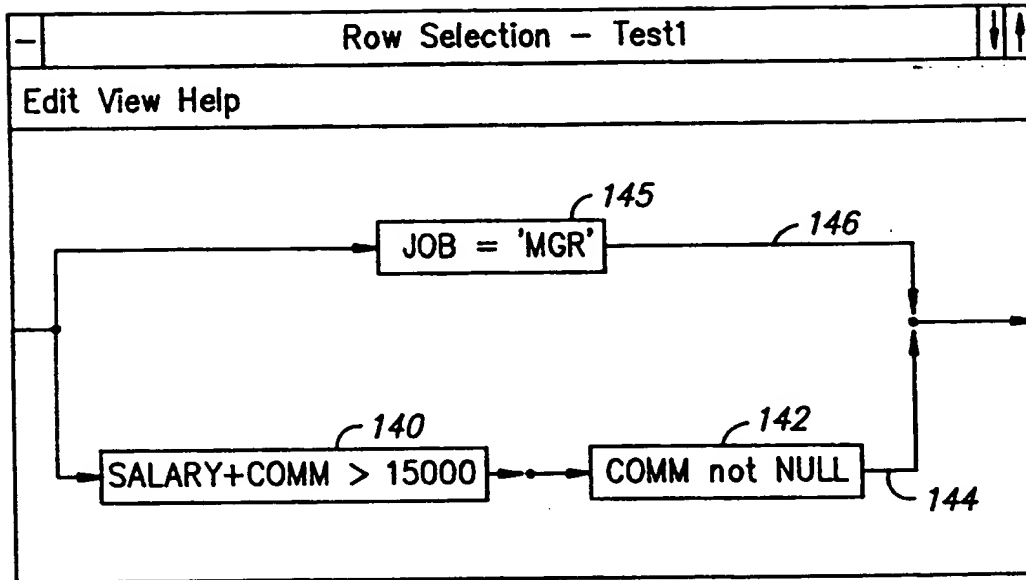 Row Selection - Test1
Edit View Help
145
JOB = 'MGR'
146
140
SALARY+COMM > 15000
142
COMM not NULL
144